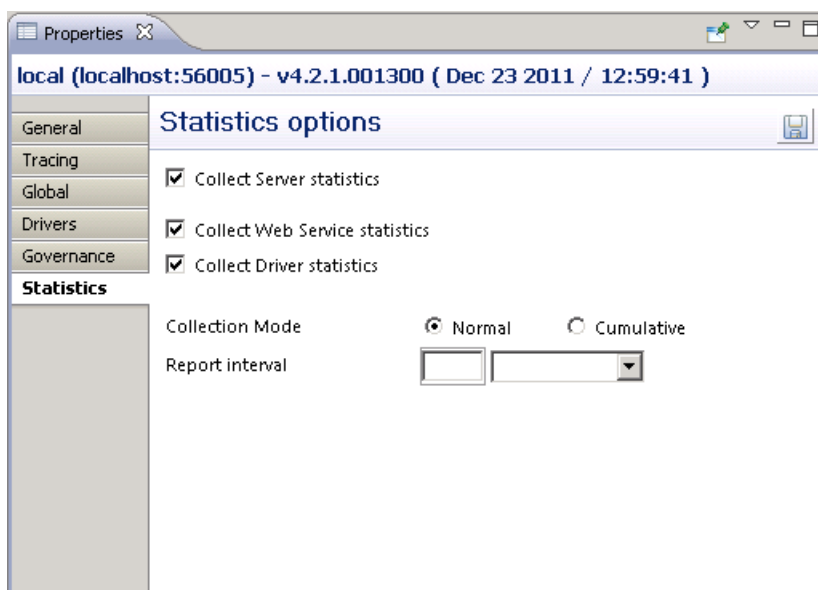 Properties
local (localhost:56005) - v4.2.1.001300 ( Dec 23 2011 / 12:59:41 )
General
Tracing
Global
Drivers
Governance
Statistics
Statistics options
Collect Server statistics
Collect Web Service statistics
Collect Driver statistics
Collection Mode Normal Cumulative
Report interval